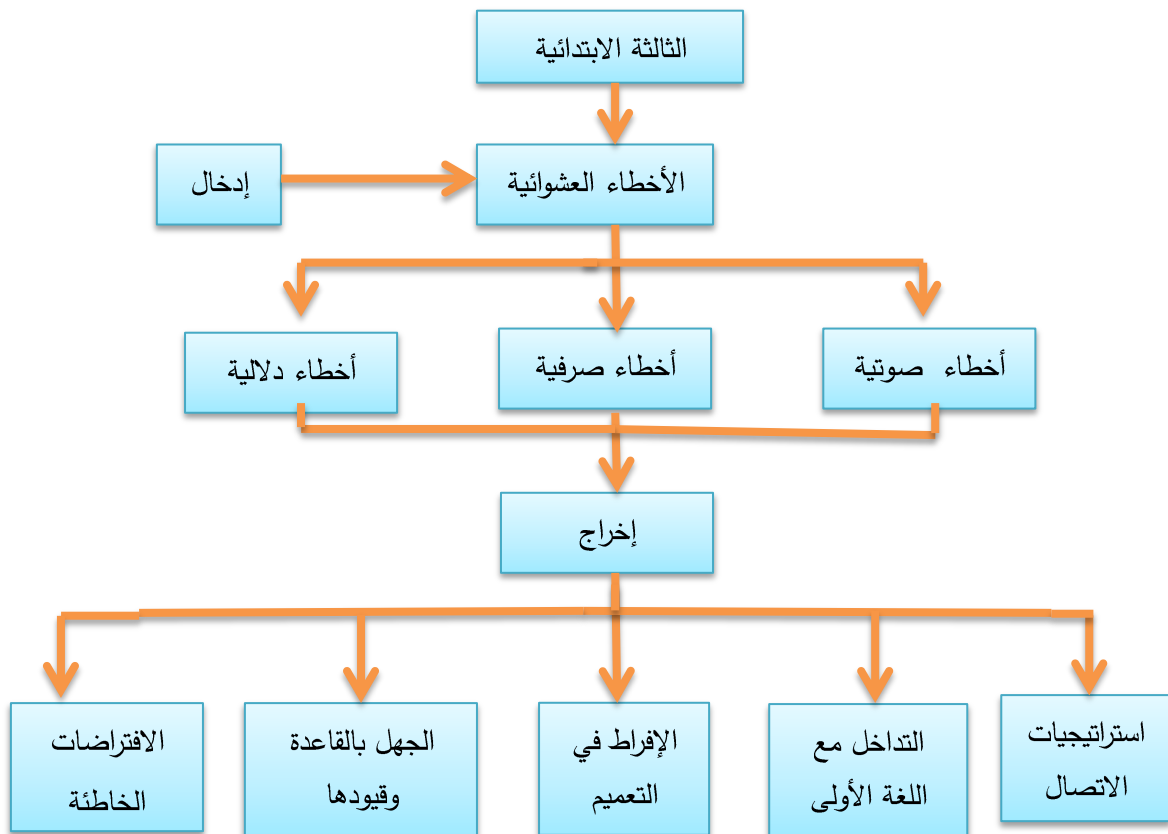 الثالثة الابتدائية
الأخطاء العشوائية
إدخال
أخطاء صوتية
أخطاء صرفية
أخطاء دلالية
إخراج
استراتيجيات
الاتصال
التداخل مع
اللغة الأولى
الإفراط في
التعميم
الجهل بالقاعدة
وقيودها
الافتراضات
الخاطئة